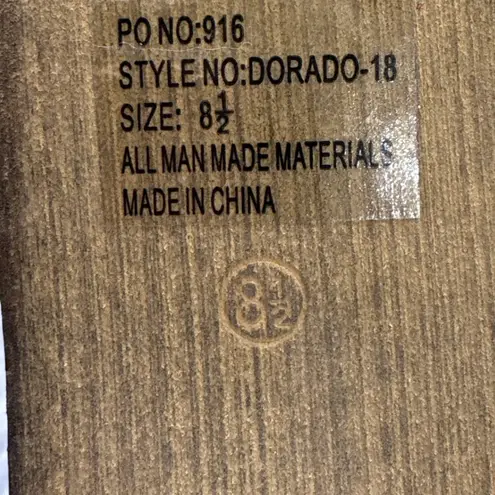 PO NO:916
STYLE NO:DORADO-18
SIZE: 8½
ALL MAN MADE MATERIALS
MADE IN CHINA
8½